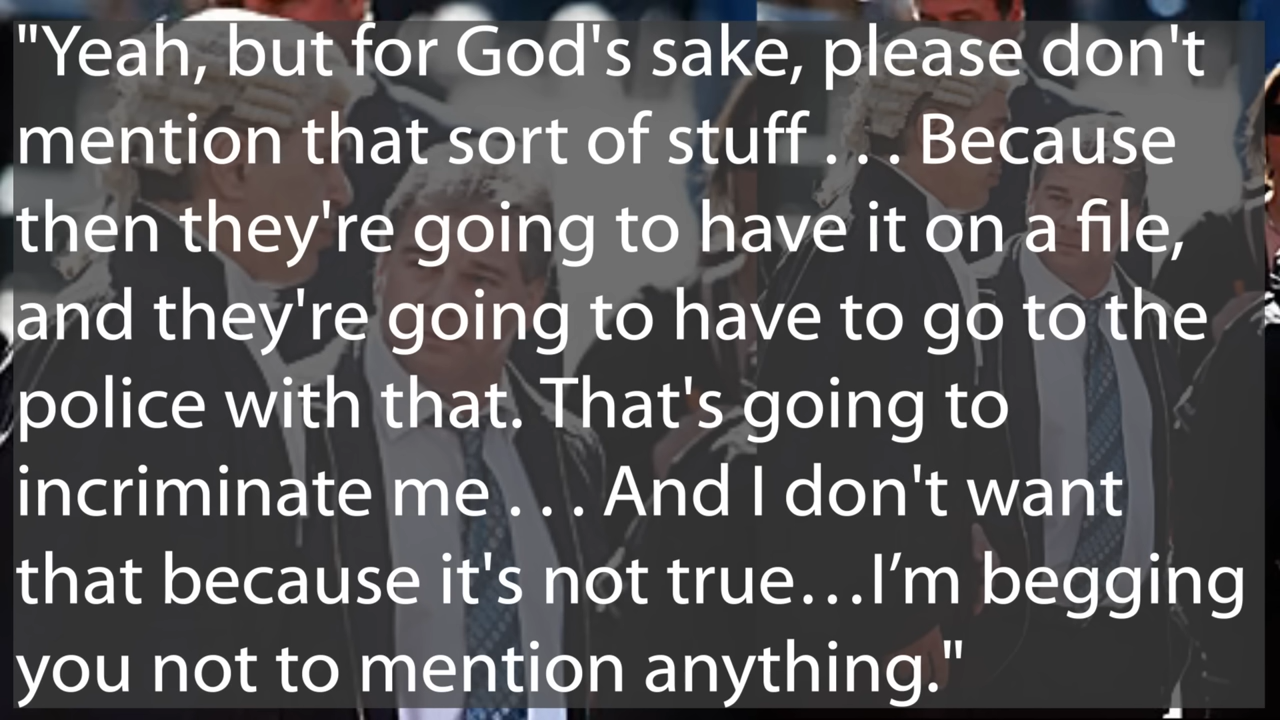 "Yeah, but for God's sake, please don't
mention that sort of stuff . . . Because
then they're going to have it on a file,
and they're going to have to go to the
police with that. That's going to
incriminate me . . . And I don't want
that because it's not true…I’m begging
you not to mention anything."